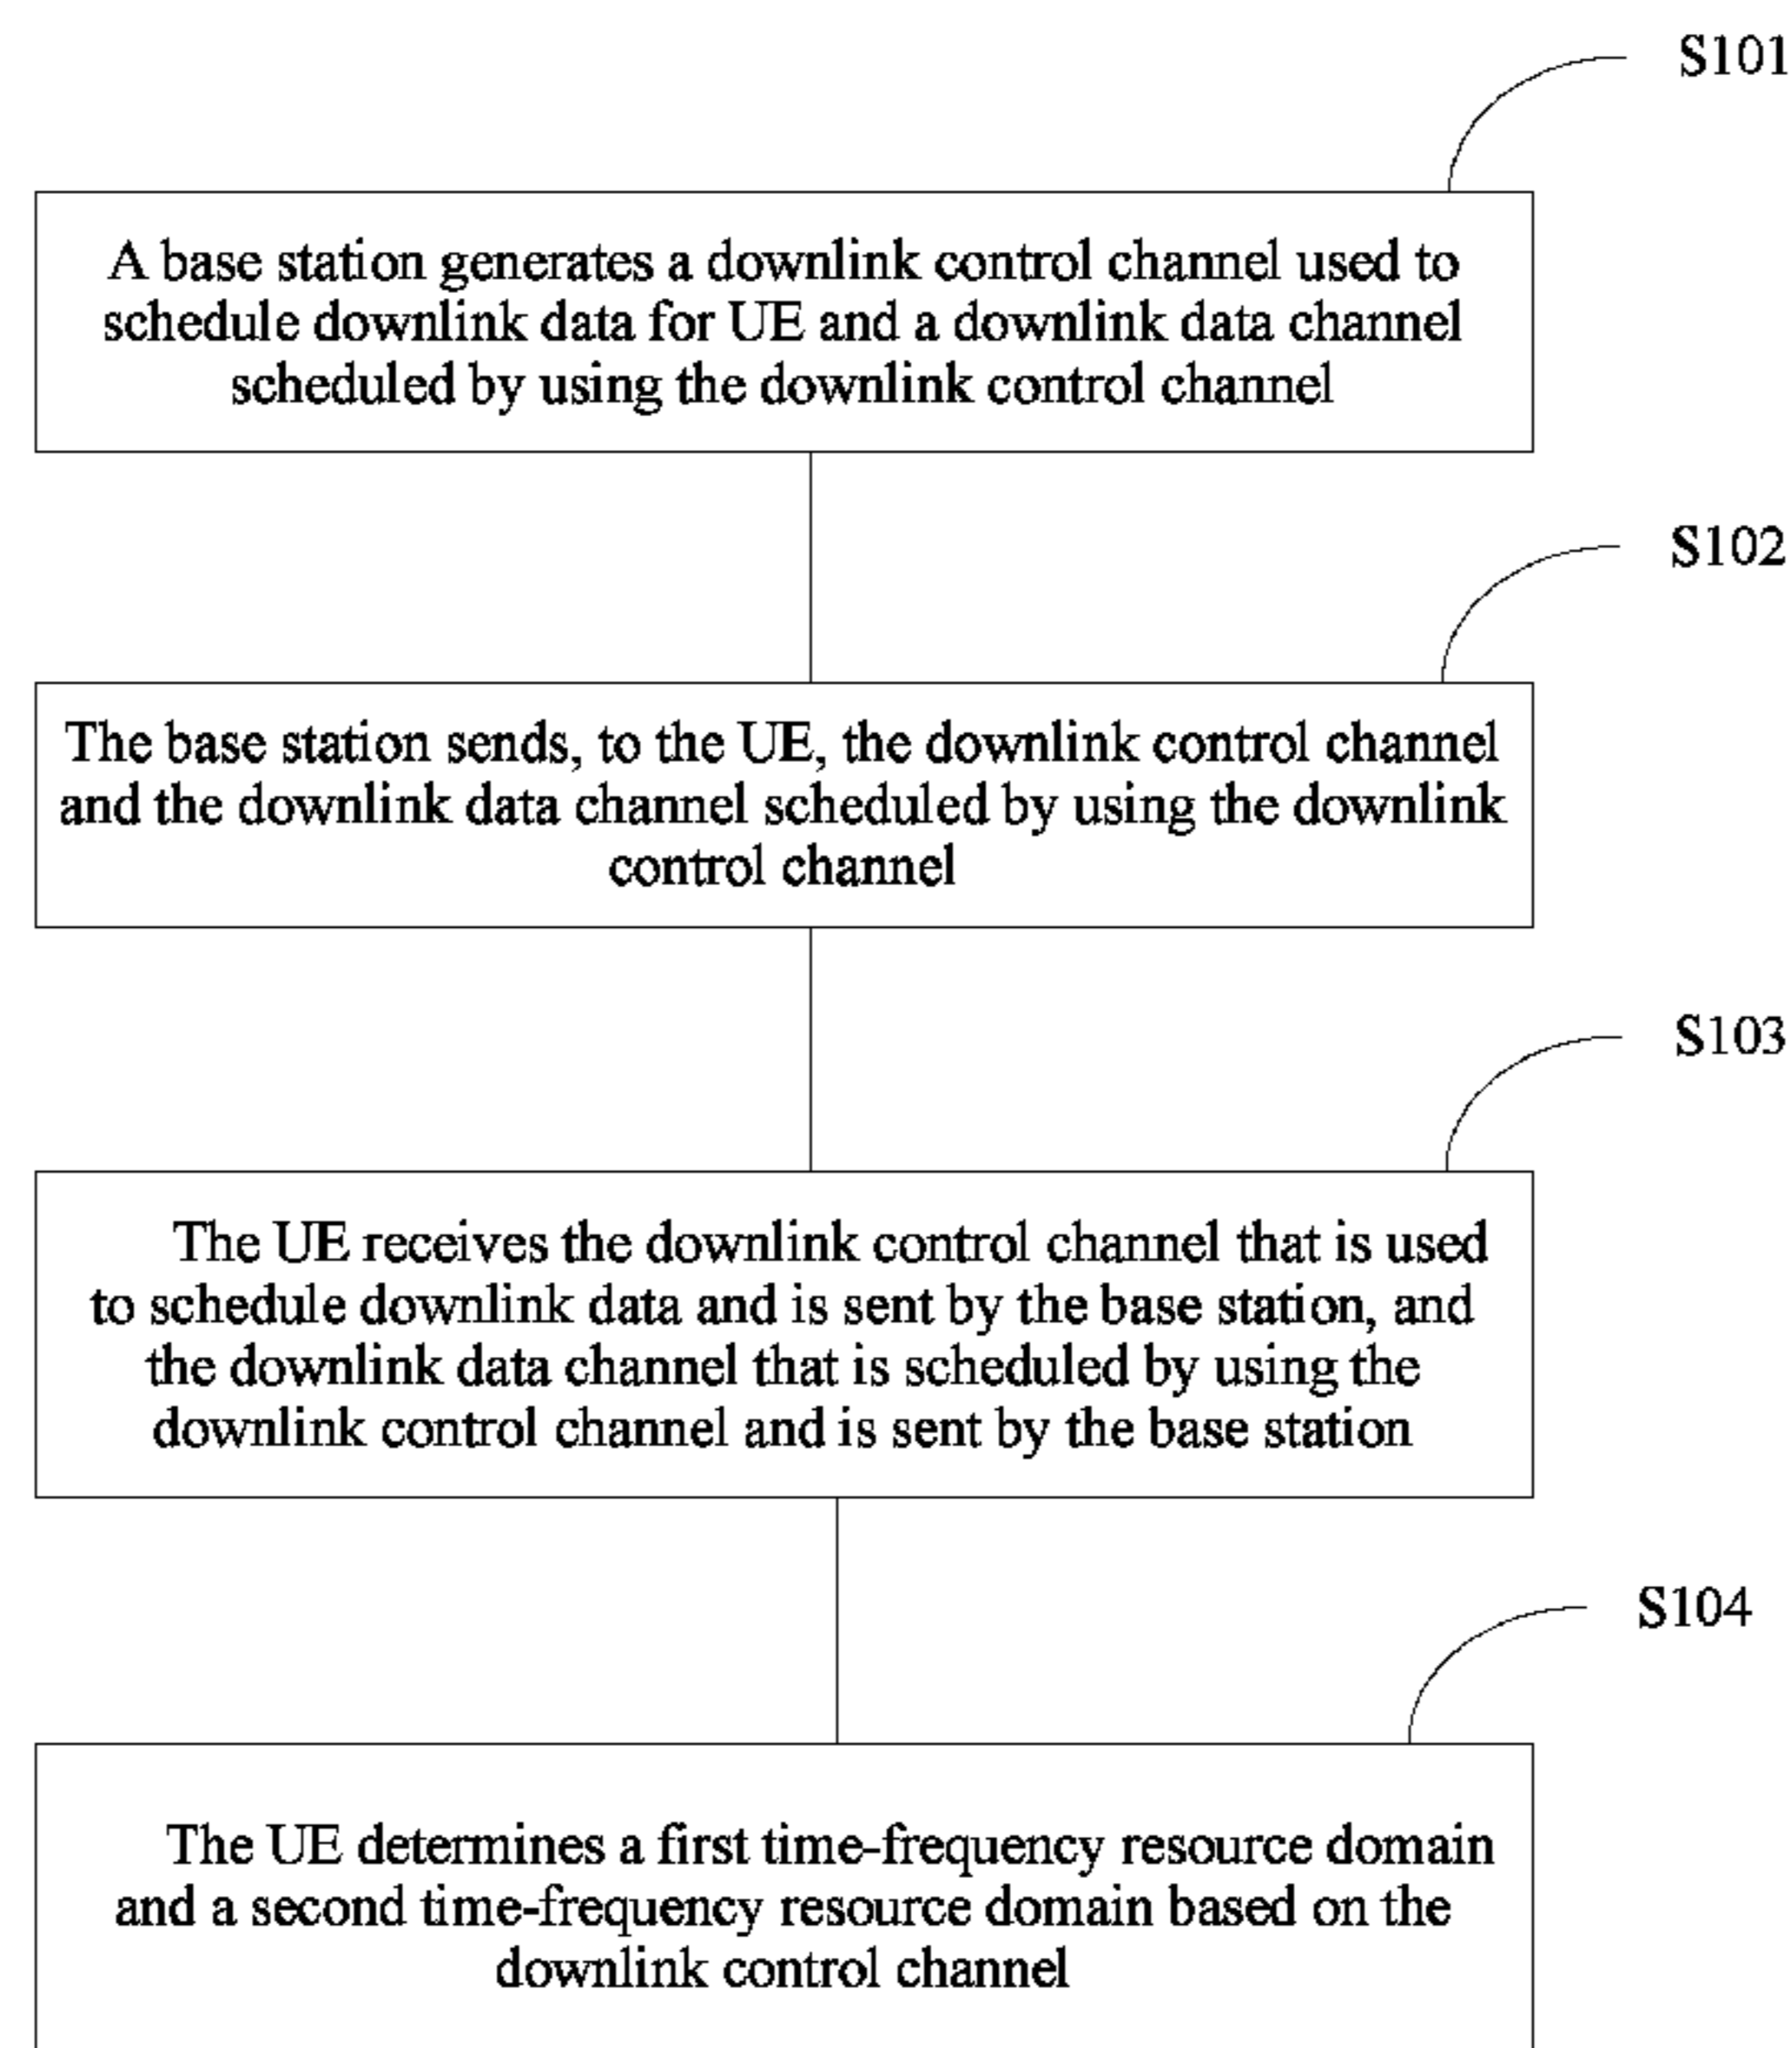 S101
A base station generates a downlink control channel used to
schedule downlink data for UE and a downlink data channel
scheduled by using the downlink control channel
S102
The base station sends, to the UE, the downlink control channel
and the downlink data channel scheduled by using the downlink
control channel
S103
The UE receives the downlink control channel that is used
to schedule downlink data and is sent by the base station, and
the downlink data channel that is scheduled by using the
downlink control channel and is sent by the base station
S104
The UE determines a first time-frequency resource domain
and a second time-frequency resource domain based on the
downlink control channel